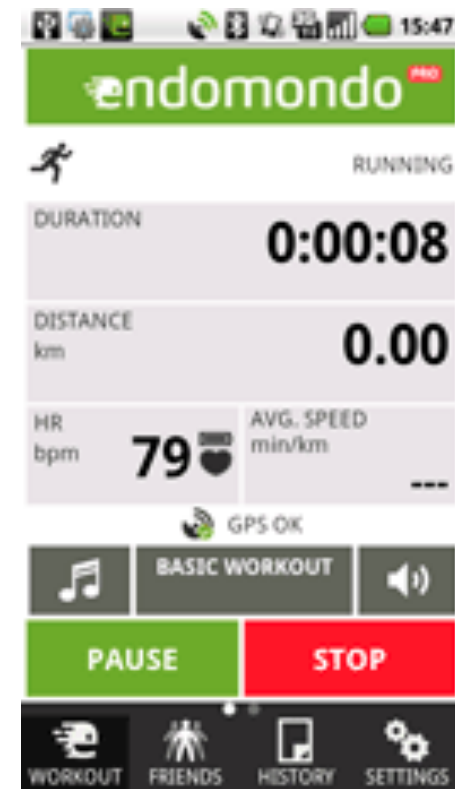 15:47
endomondo PRO
RUNNING
DURATION
0:00:08
DISTANCE
km
0.00
HR
bpm
79
AVG. SPEED
min/km
---
GPS OK
BASIC WORKOUT
PAUSE
STOP
WORKOUT FRIENDS HISTORY SETTINGS